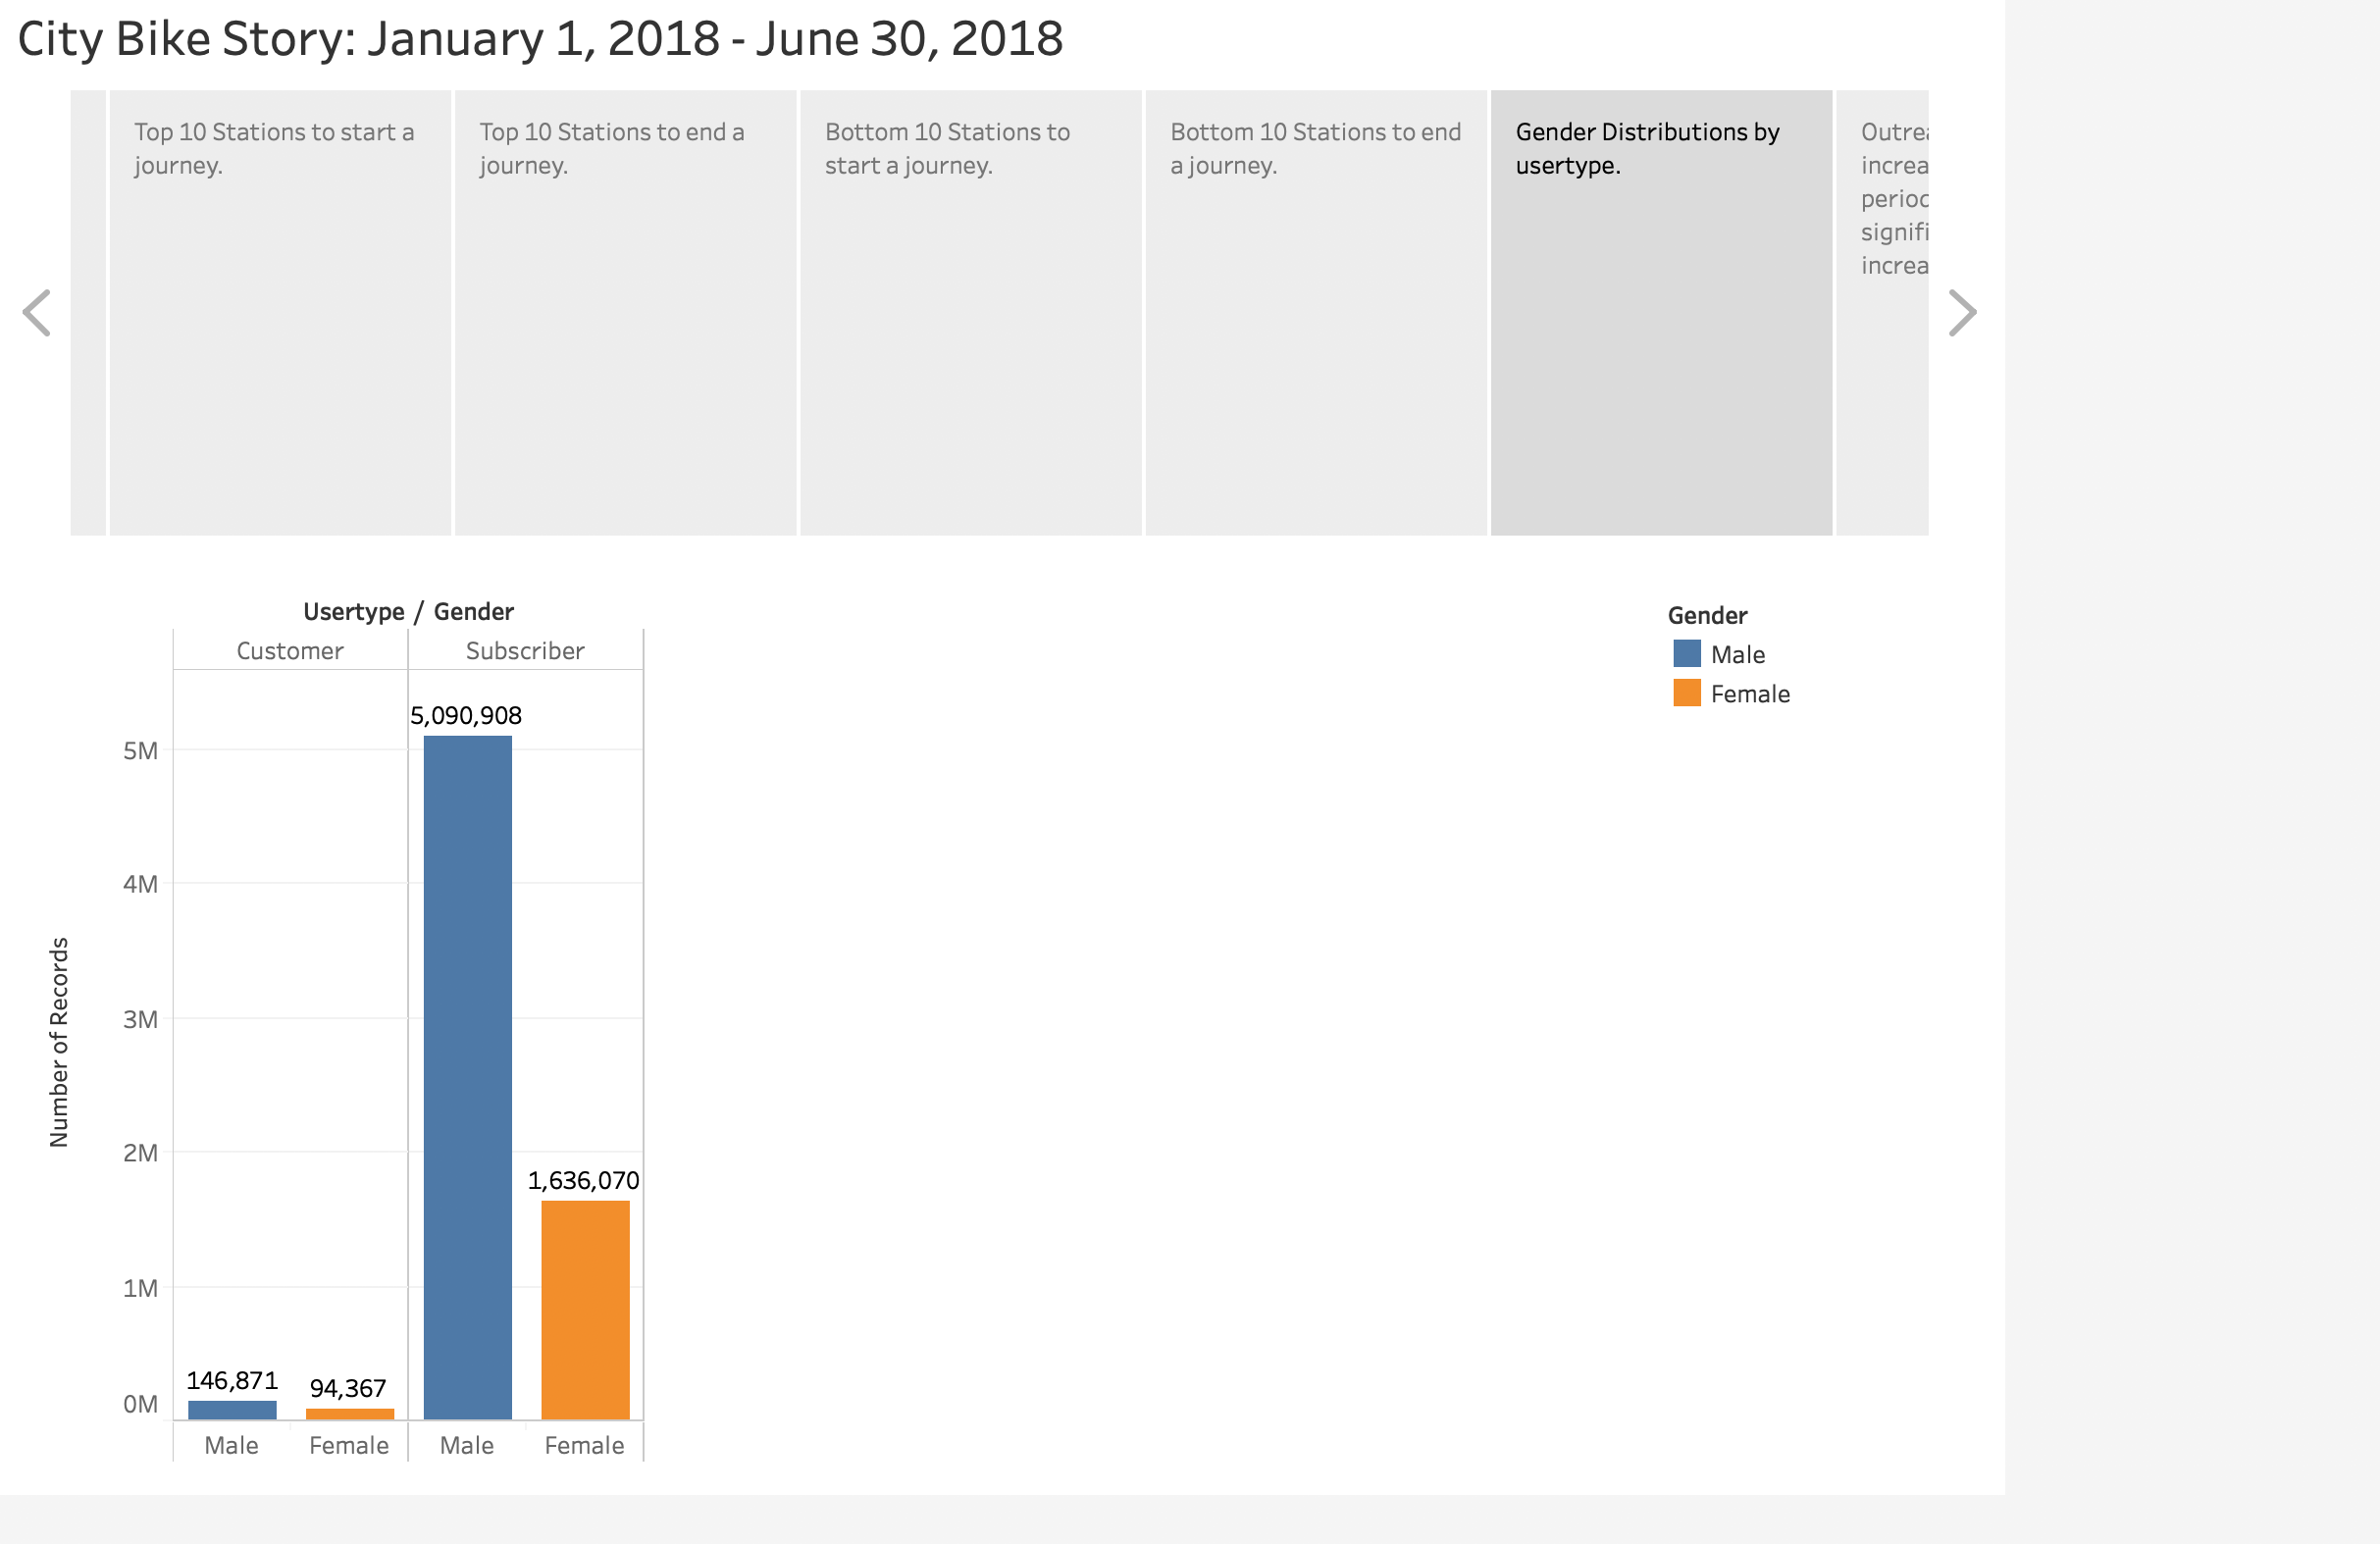 City Bike Story: January 1, 2018 - June 30, 2018
Top 10 Stations to start a
journey.
Top 10 Stations to end a
journey.
Bottom 10 Stations to
start a journey.
Bottom 10 Stations to end
a journey.
Gender Distributions by
usertype.
Usertype / Gender
Customer
Subscriber
Number of Records
5M
4M
3M
2M
1M
0M
146,871
94,367
5,090,908
1,636,070
Male
Female
Male
Female
Gender
Male
Female